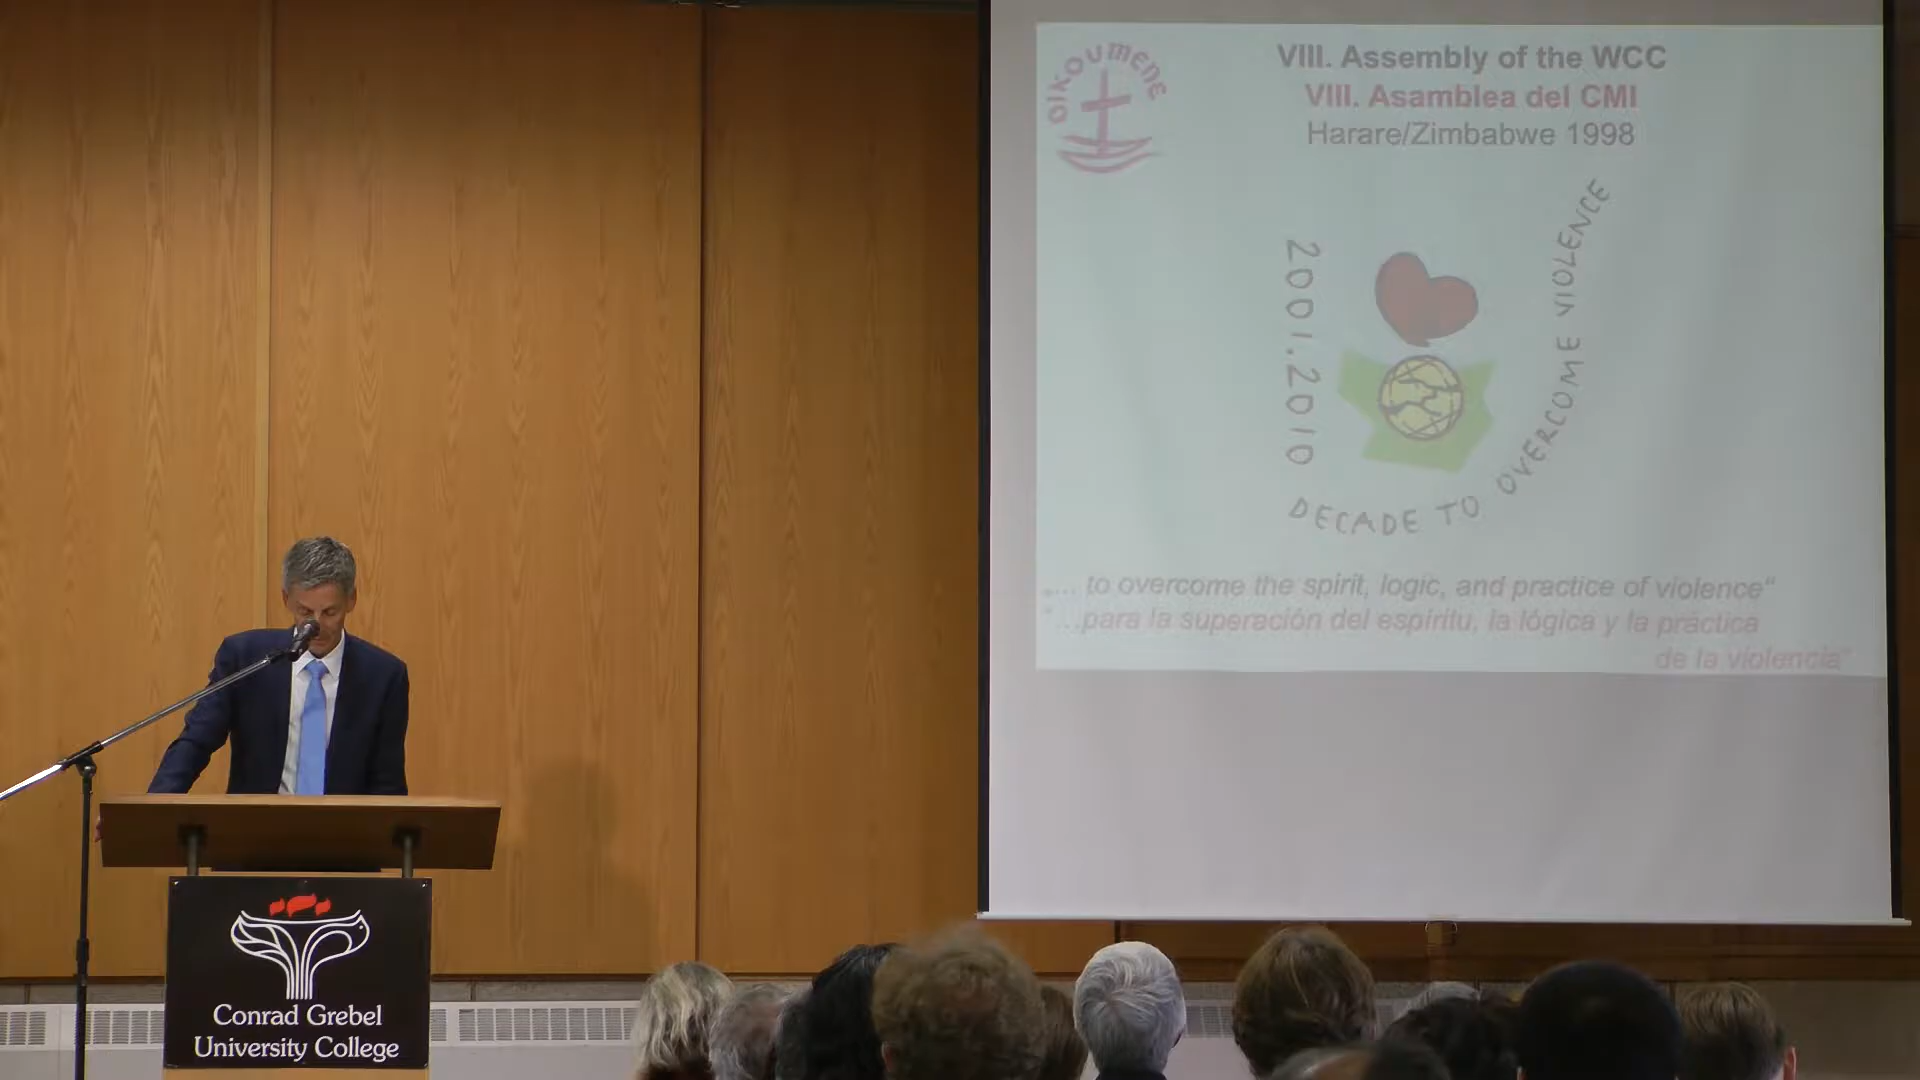 OIKOUMENE
VIII. Assembly of the WCC
VIII. Asamblea del CMI
Harare/Zimbabwe 1998
2001.2010
DECADE TO OVERCOME VIOLENCE
„... to overcome the spirit, logic, and practice of violence“
“ ...para la superación del espíritu, la lógica y la práctica
de la violencia“
Conrad Grebel
University College